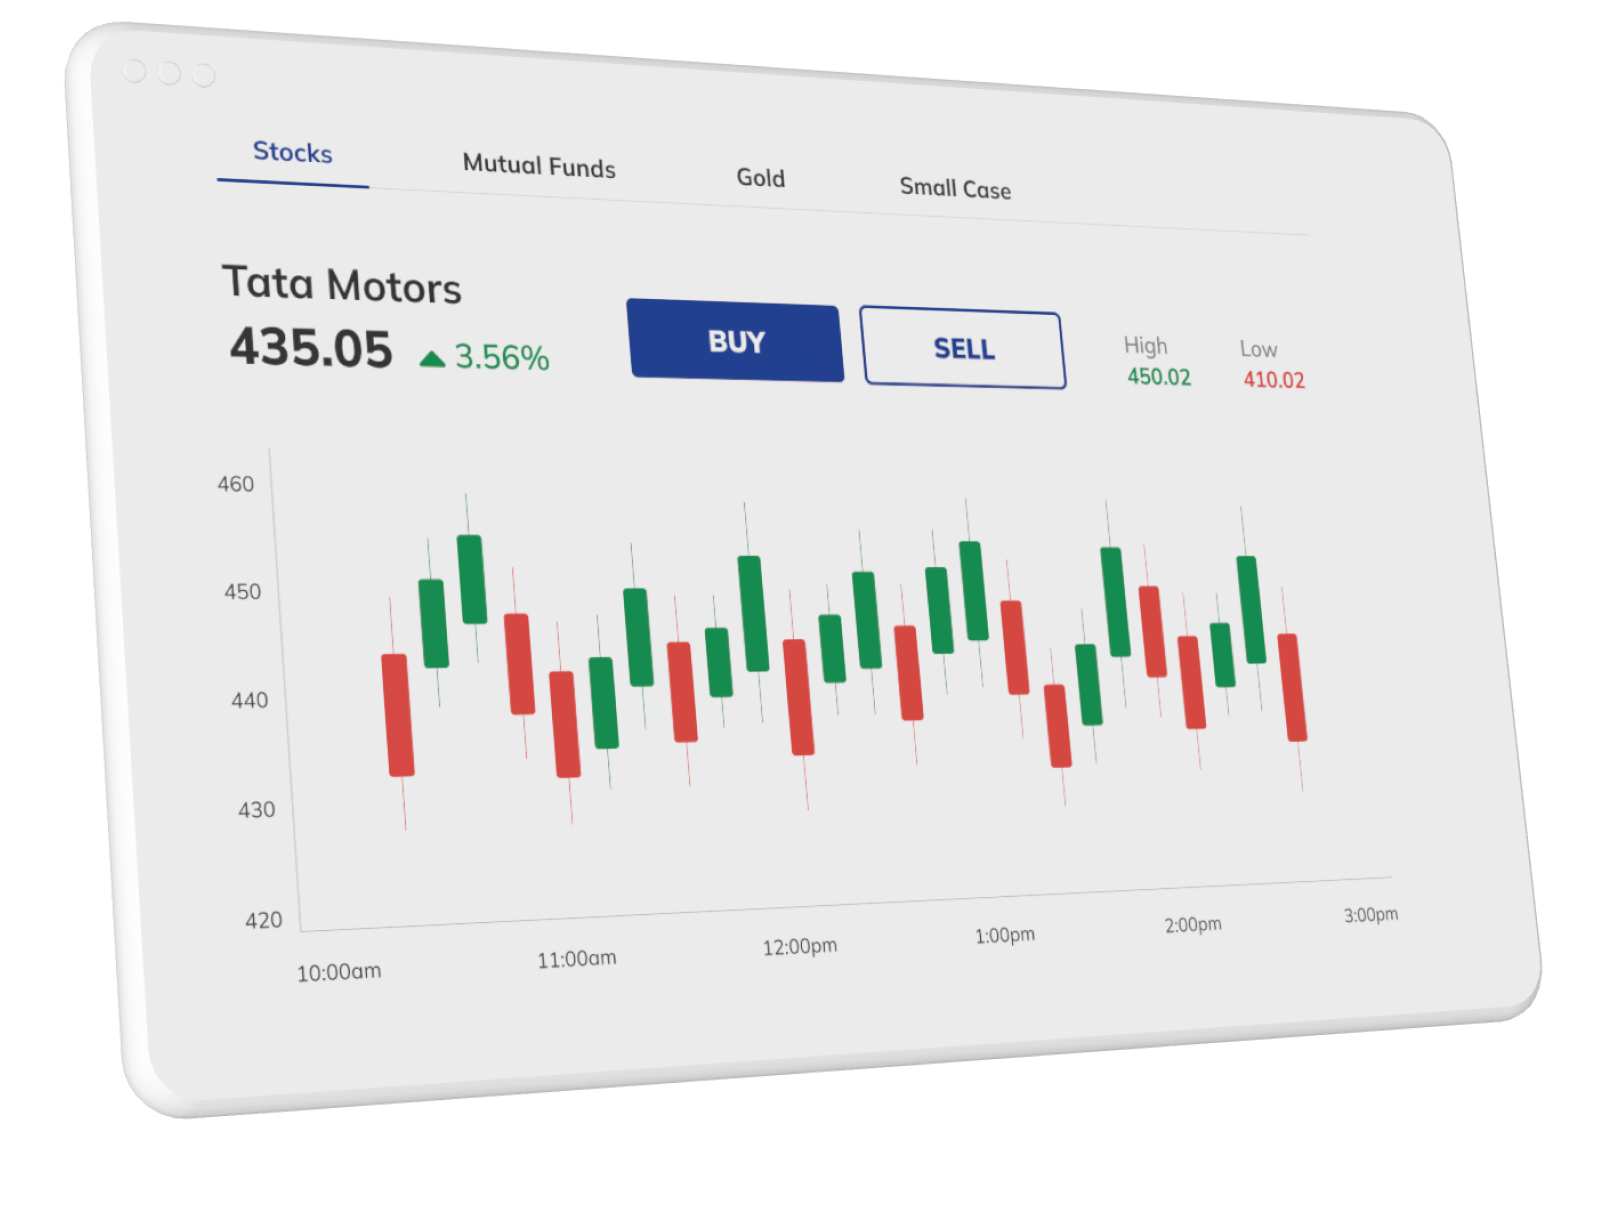 Stocks Mutual Funds Gold Small Case
Tata Motors
435.05 ▲ 3.56%
BUY SELL
High Low
450.02 410.02
460
450
440
430
420
10:00am 11:00am 12:00pm 1:00pm 2:00pm 3:00pm